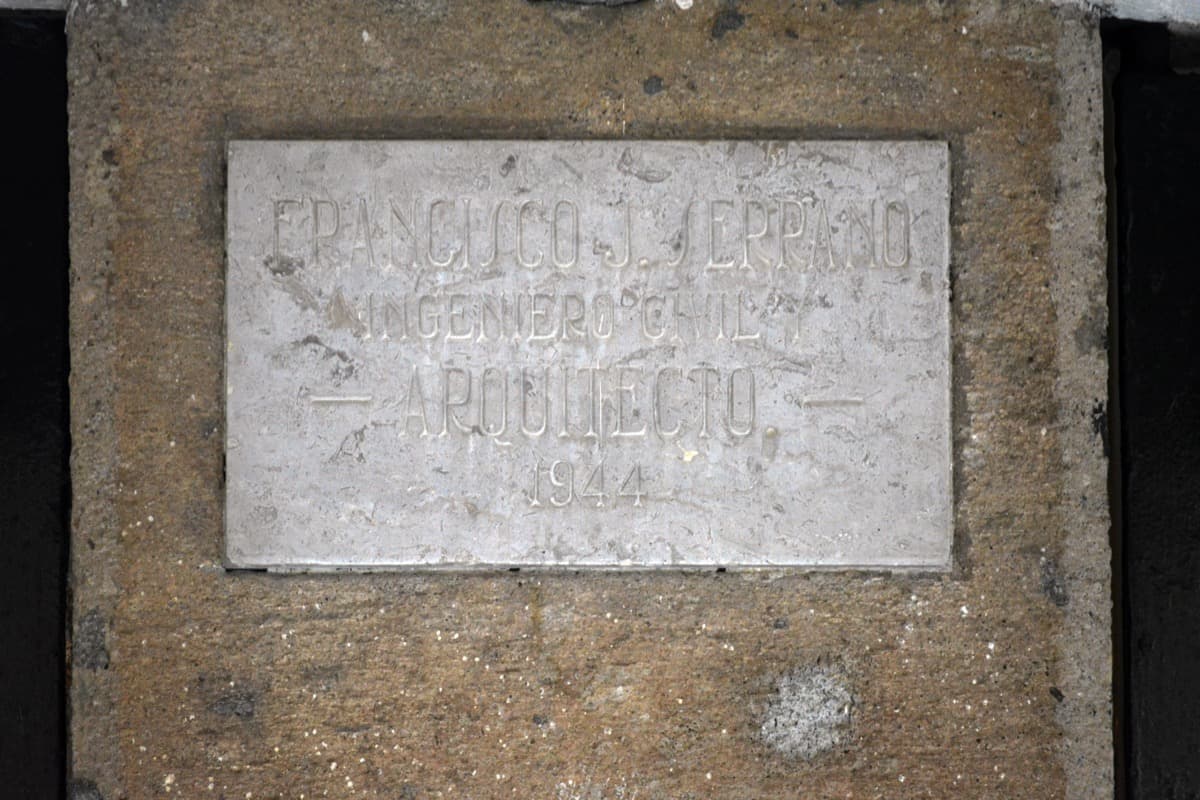 FRANCISCO J. SERRANO
INGENIERO CIVIL Y
— ARQUITECTO. —
1944